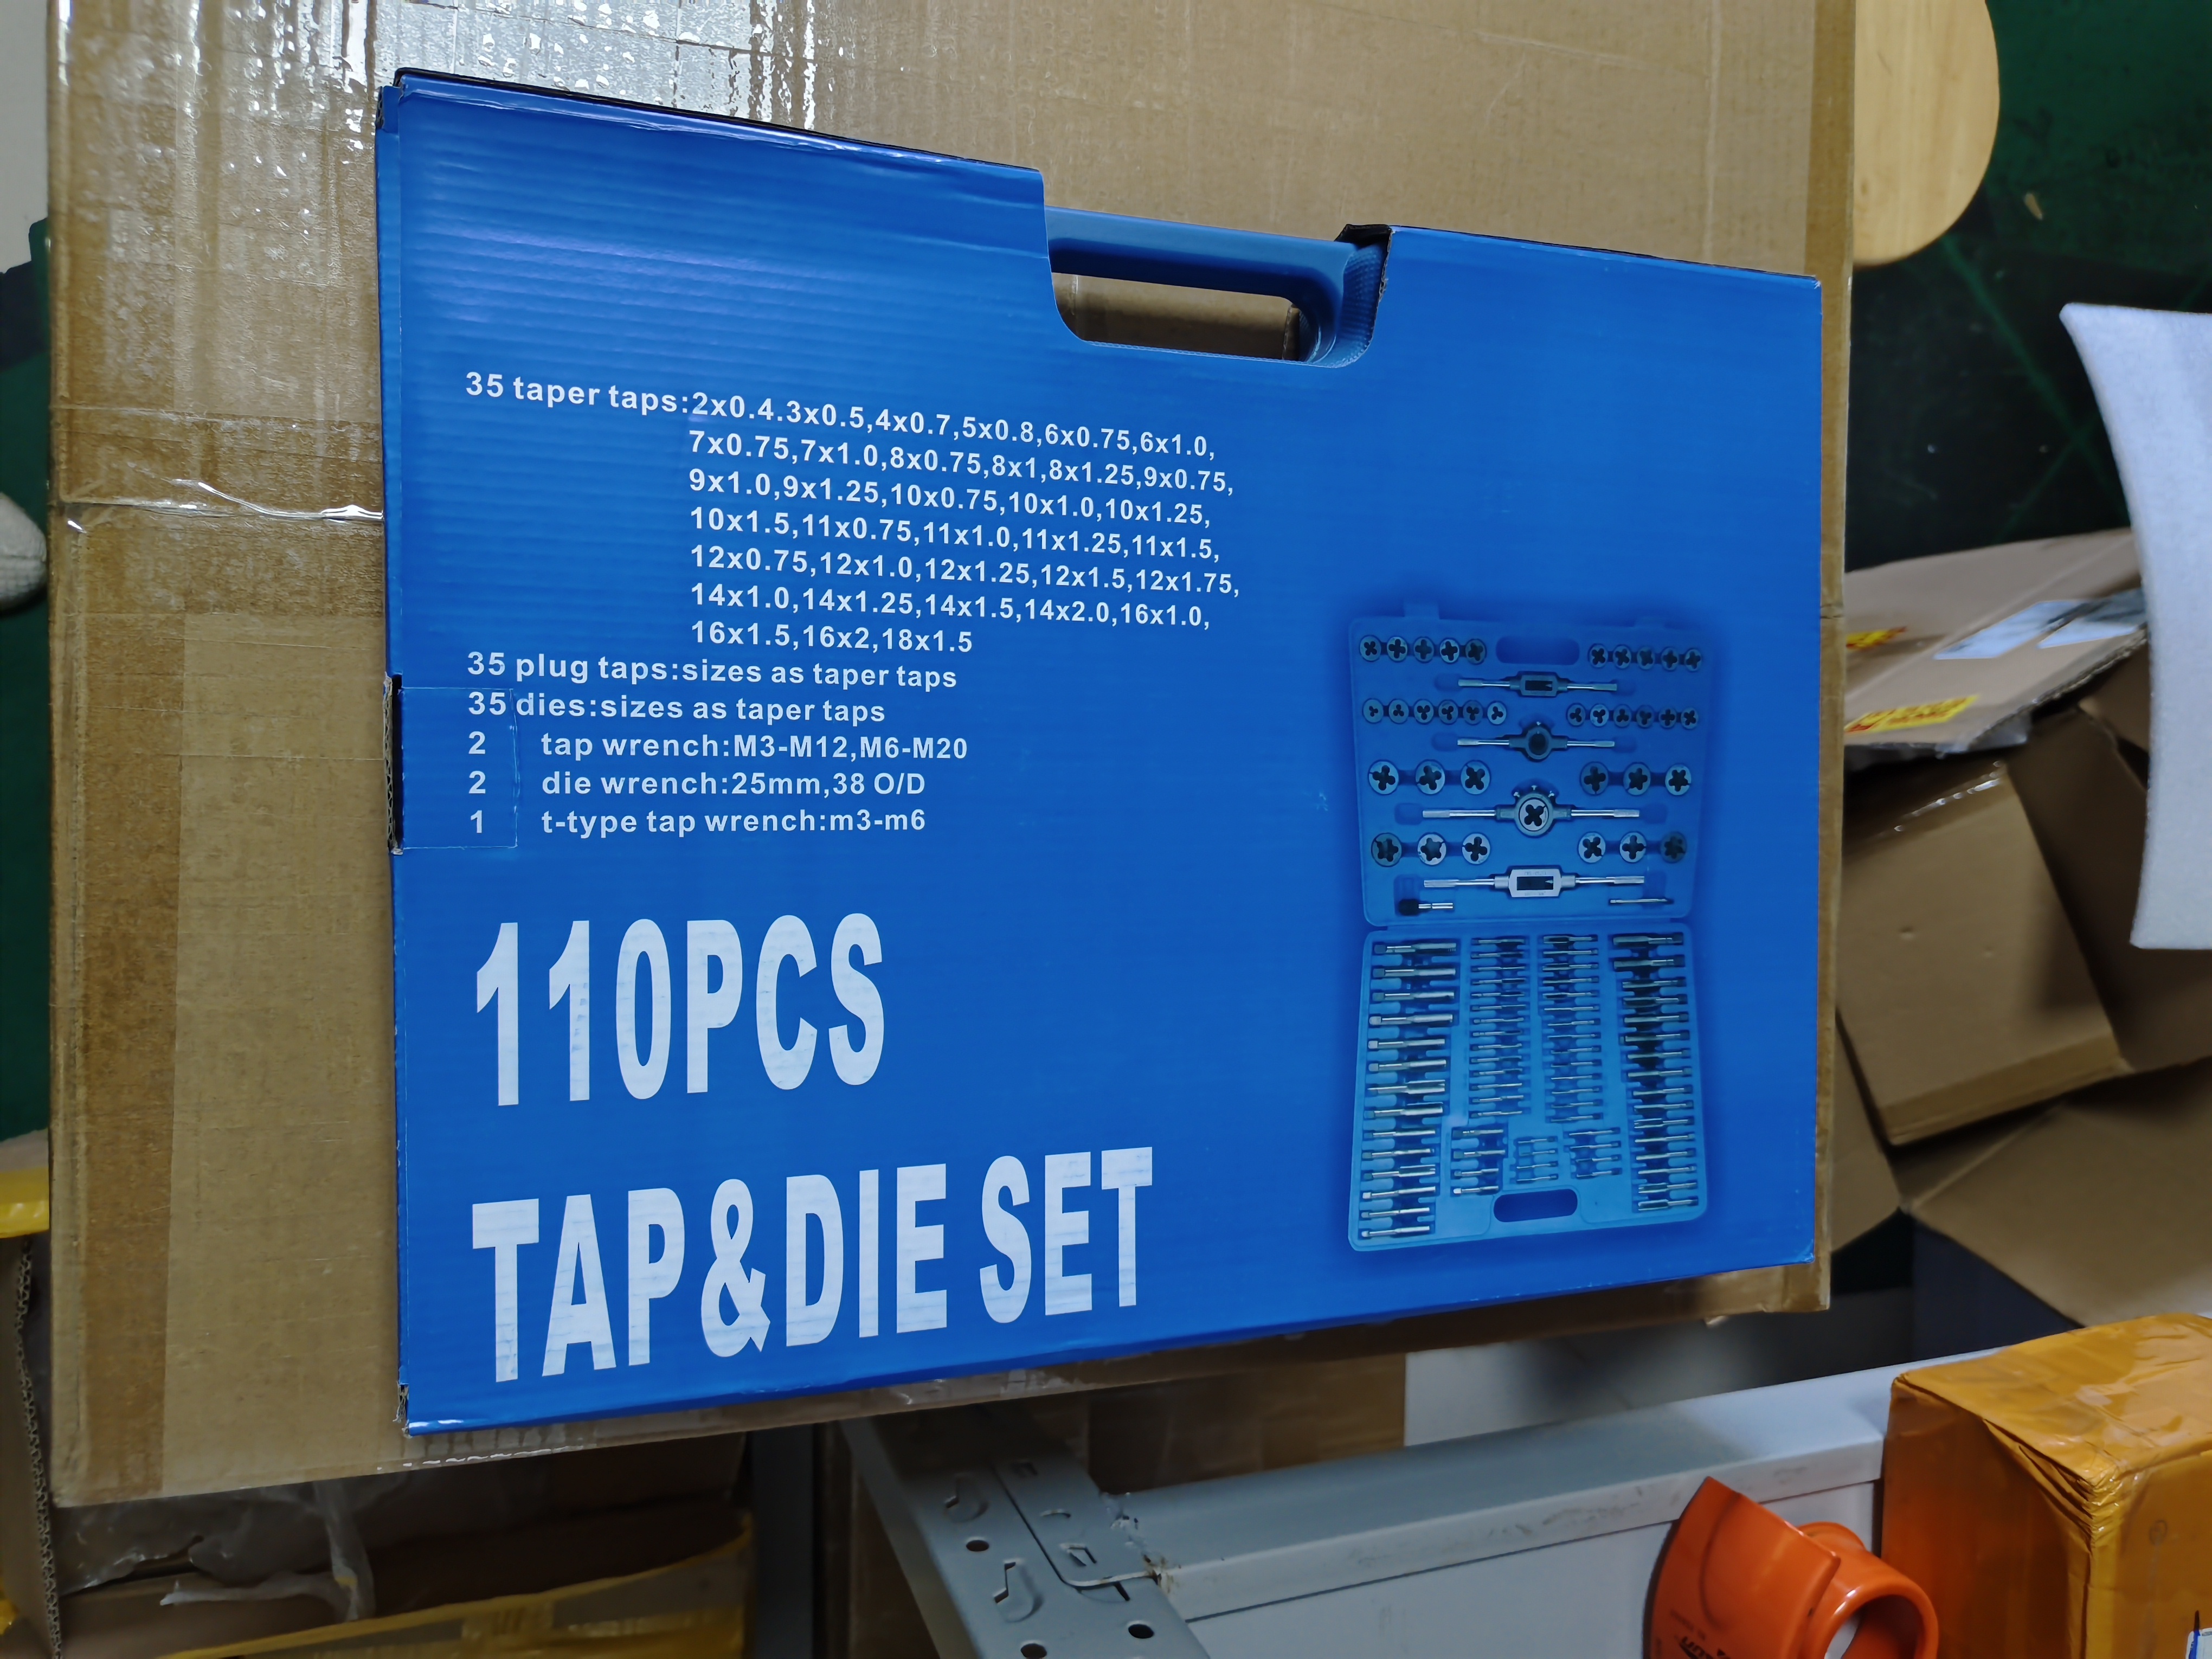 35 taper taps:2x0.4.3x0.5,4x0.7,5x0.8,6x0.75,6x1.0,
7x0.75,7x1.0,8x0.75,8x1,8x1.25,9x0.75,
9x1.0,9x1.25,10x0.75,10x1.0,10x1.25,
10x1.5,11x0.75,11x1.0,11x1.25,11x1.5,
12x0.75,12x1.0,12x1.25,12x1.5,12x1.75,
14x1.0,14x1.25,14x1.5,14x2.0,16x1.0,
16x1.5,16x2,18x1.5
35 plug taps:sizes as taper taps
35 dies:sizes as taper taps
2 tap wrench:M3-M12,M6-M20
2 die wrench:25mm,38 O/D
1 t-type tap wrench:m3-m6
110PCS
TAP&DIE SET